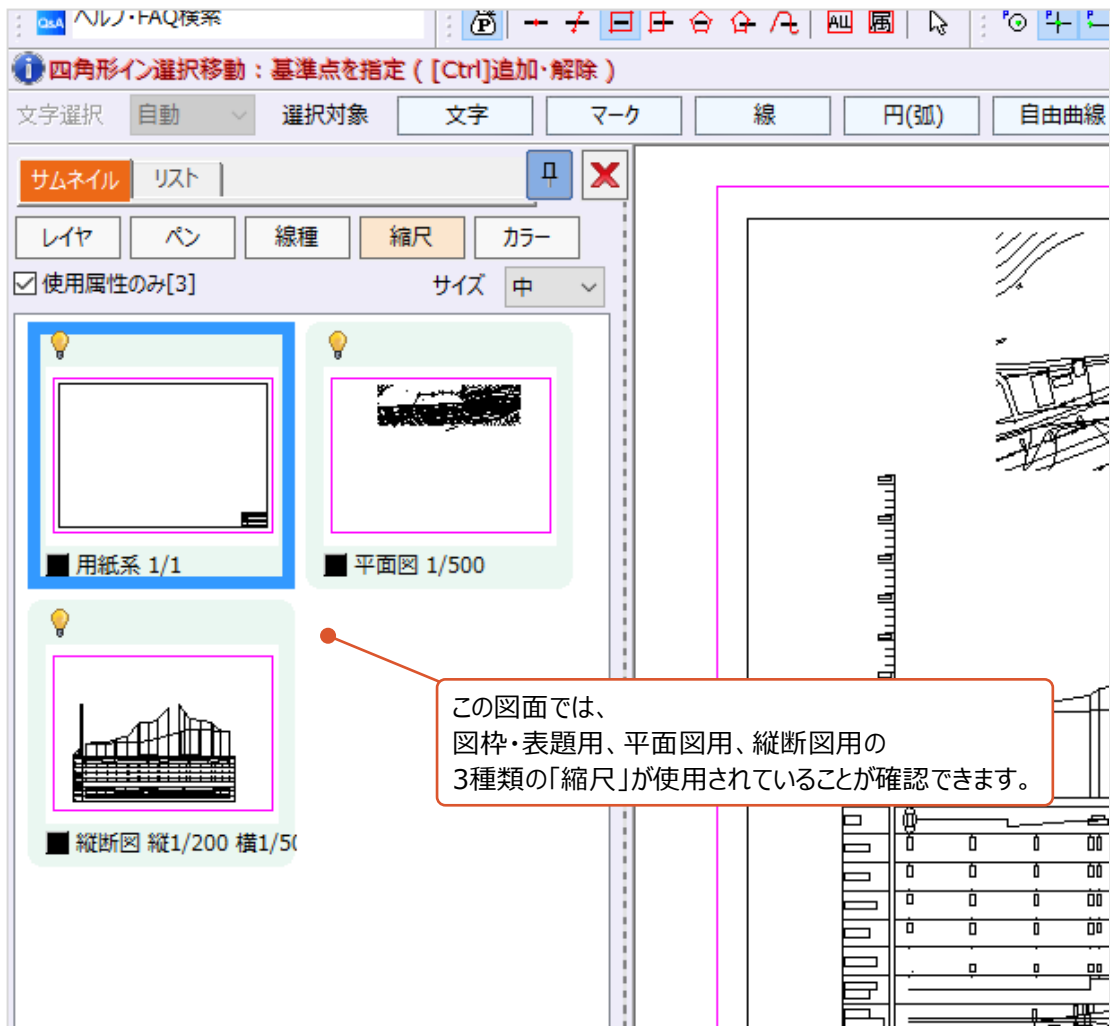 Q&A ヘルプ・FAQ検索
P ALL 属 P P
四角形イン選択移動：基準点を指定 ( [Ctrl]追加・解除 )
文字選択 自動 選択対象 文字 マーク 線 円(弧) 自由曲線
サムネイル リスト
レイヤ ペン 線種 縮尺 カラー
使用属性のみ[3] サイズ 中
用紙系 1/1 平面図 1/500
この図面では、
図枠・表題用、平面図用、縦断図用の
3種類の「縮尺」が使用されていることが確認できます。
縦断図 縦1/200 横1/50